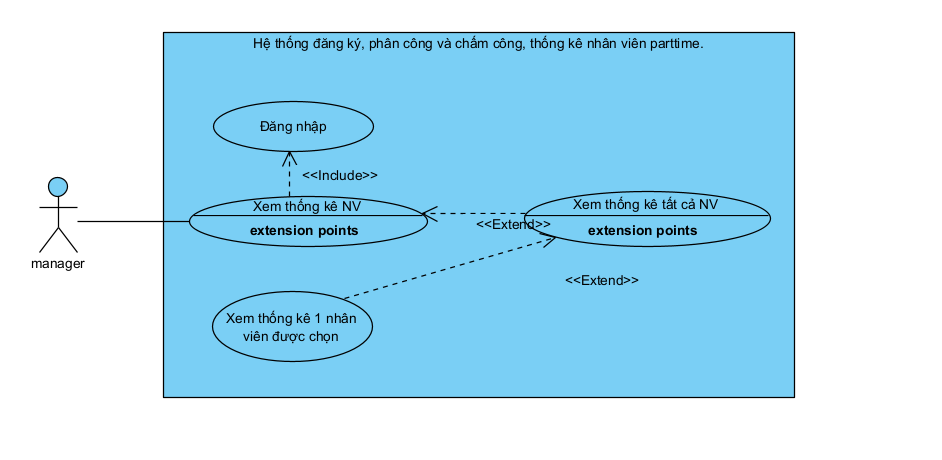 Hệ thống đăng ký, phân công và chấm công, thống kê nhân viên parttime.
Đăng nhập
<<Include>>
Xem thống kê NV
extension points
Xem thống kê tất cả NV
extension points
<<Extend>>
manager
<<Extend>>
Xem thống kê 1 nhân
viên được chọn